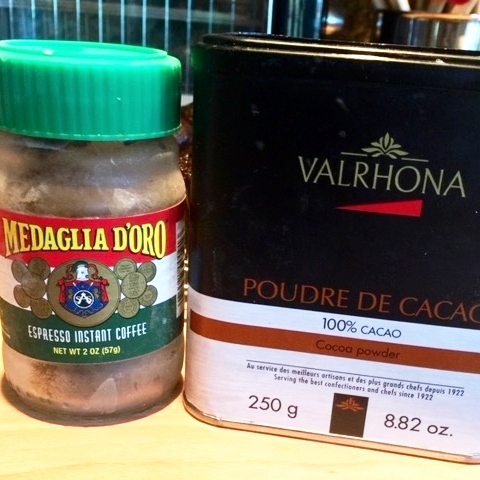 MEDAGLIA D'ORO
ESPRESSO INSTANT COFFEE
NET WT 2 OZ (57g)
VALRHONA
POUDRE DE CACAO
100% CACAO
Cocoa powder
Au service des meilleurs artisans et des plus grands chefs depuis 1922
Serving the best confectioners and chefs since 1922
250 g
8.82 oz.